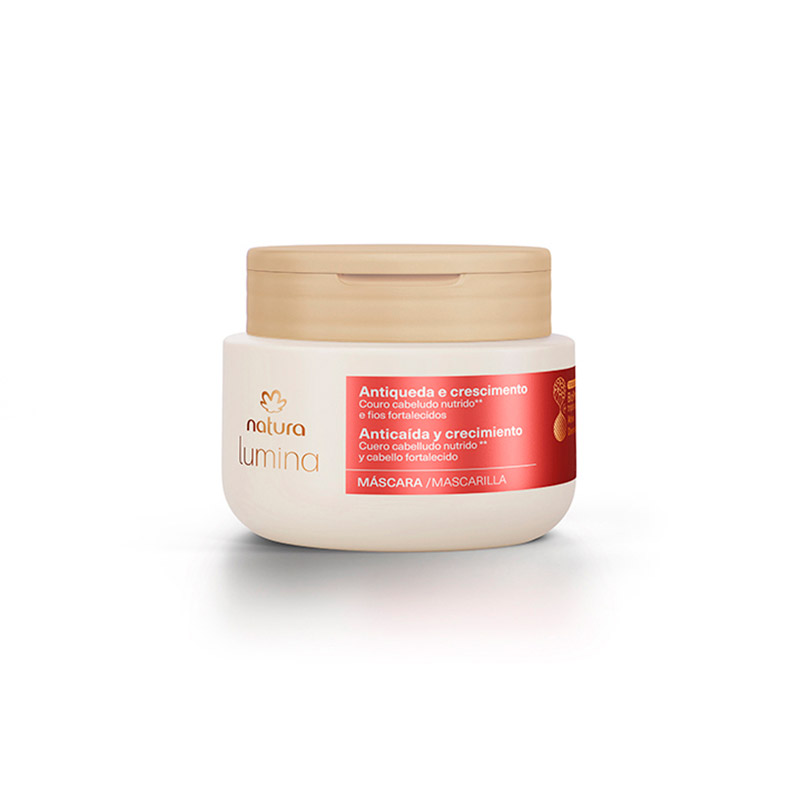 natura
lumina
Antiqueda e crescimento
Couro cabeludo nutrido**
e fios fortalecidos
Anticaída y crecimiento
Cuero cabelludo nutrido **
y cabello fortalecido
MÁSCARA /MASCARILLA